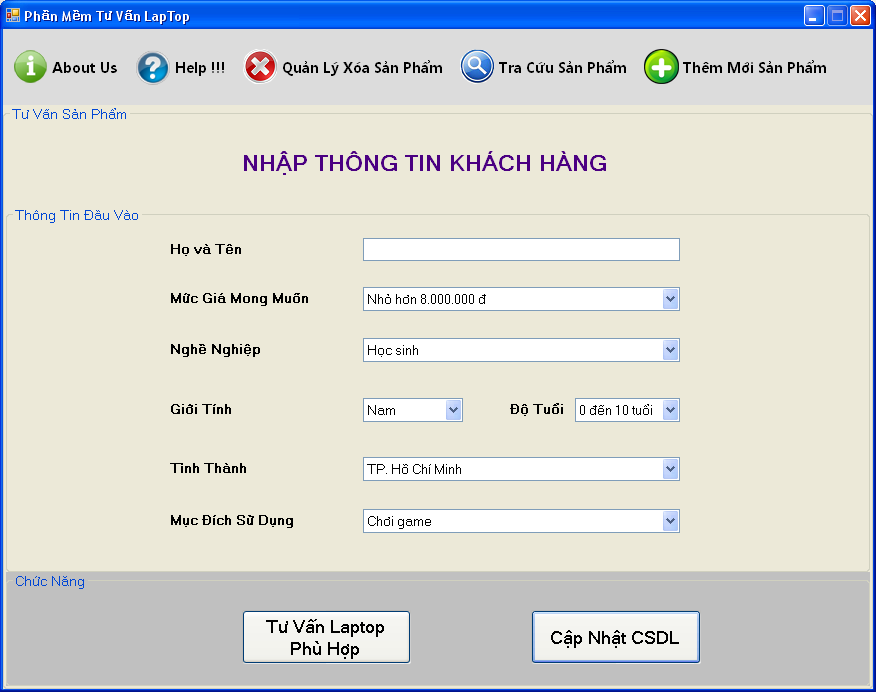 Phần Mềm Tư Vấn LapTop
About Us Help !!! Quản Lý Xóa Sản Phẩm Tra Cứu Sản Phẩm Thêm Mới Sản Phẩm
Tư Vấn Sản Phẩm
NHẬP THÔNG TIN KHÁCH HÀNG
Thông Tin Đầu Vào
Họ và Tên
Mức Giá Mong Muốn Nhỏ hơn 8.000.000 đ
Nghề Nghiệp Học sinh
Giới Tính Nam Độ Tuổi 0 đến 10 tuổi
Tỉnh Thành TP. Hồ Chí Minh
Mục Đích Sử Dụng Chơi game
Chức Năng
Tư Vấn Laptop
Phù Hợp
Cập Nhật CSDL